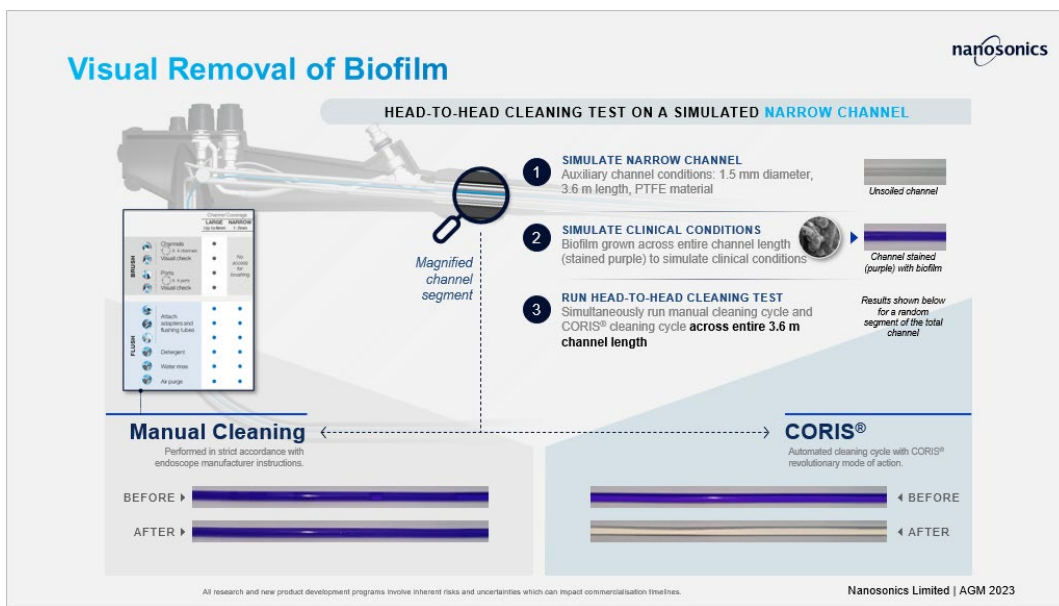 Visual Removal of Biofilm
nanosonics
HEAD-TO-HEAD CLEANING TEST ON A SIMULATED NARROW CHANNEL
1
SIMULATE NARROW CHANNEL
Auxiliary channel conditions: 1.5 mm diameter,
3.6 m length, PTFE material
Unsoiled channel
2
SIMULATE CLINICAL CONDITIONS
Biofilm grown across entire channel length
(stained purple) to simulate clinical conditions
Channel stained
(purple) with biofilm
3
RUN HEAD-TO-HEAD CLEANING TEST
Simultaneously run manual cleaning cycle and
CORIS® cleaning cycle across entire 3.6 m
channel length
Results shown below
for a random
segment of the total
channel
Magnified
channel
segment
Channel Coverage
LARGE NARROW
BRUSH
Channels
Visual check
Ports
Visual check
No
access
for
brushing
FLUSH
Attach
adapters and
flushing tubes
Detergent
Water rinse
Air purge
Manual Cleaning
Performed in strict accordance with
endoscope manufacturer instructions.
BEFORE
AFTER
CORIS®
Automated cleaning cycle with CORIS®
revolutionary mode of action.
BEFORE
AFTER
All research and new product development programs involve inherent risks and uncertainties which can impact commercialisation timelines.
Nanosonics Limited | AGM 2023